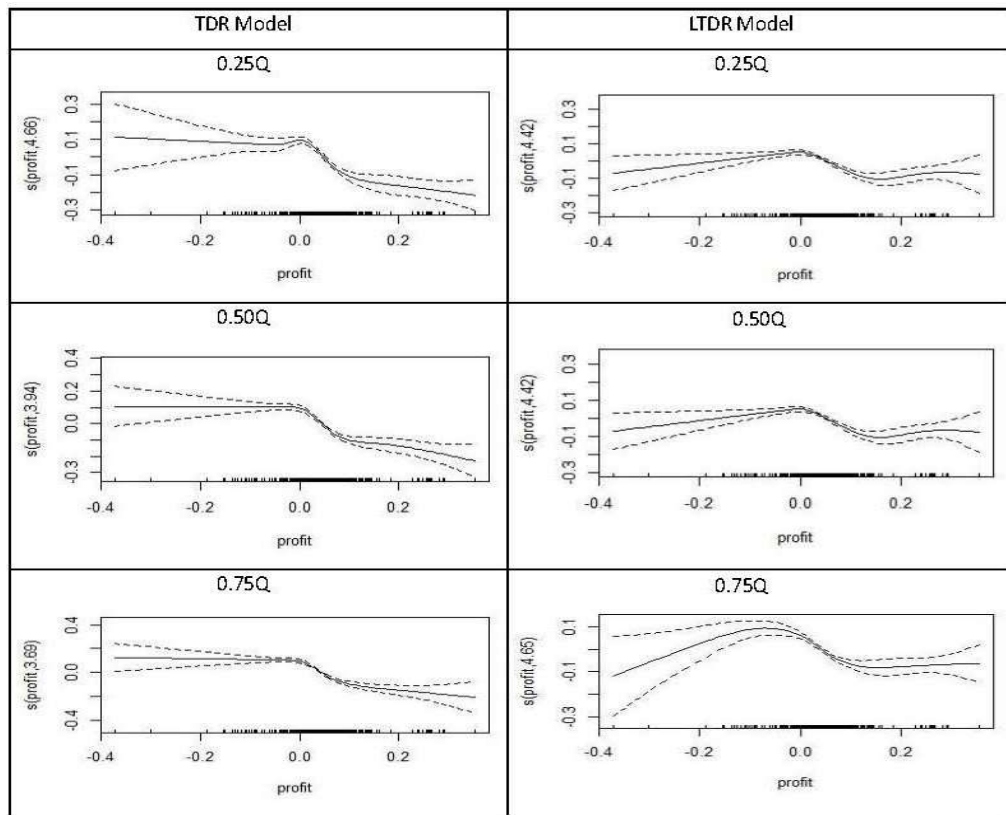 TDR Model
LTDR Model
0.25Q
s(profit,4.66)
0.3
0.1
-0.1
-0.3
-0.4 -0.2 0.0 0.2
profit
0.25Q
s(profit,4.42)
0.3
0.1
-0.1
-0.3
-0.4 -0.2 0.0 0.2
profit
0.50Q
s(profit,3.94)
0.4
0.2
0.0
-0.3
-0.4 -0.2 0.0 0.2
profit
0.50Q
s(profit,4.42)
0.3
0.1
-0.1
-0.3
-0.4 -0.2 0.0 0.2
profit
0.75Q
s(profit,3.69)
0.4
0.0
-0.4
-0.4 -0.2 0.0 0.2
profit
0.75Q
s(profit,4.65)
0.1
-0.1
-0.3
-0.4 -0.2 0.0 0.2
profit